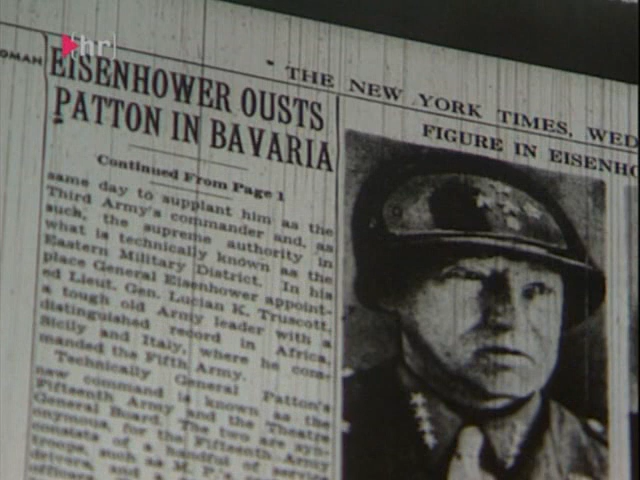 hr
GMAN
EISENHOWER OUSTS
PATTON IN BAVARIA
Continued From Page 1
same day to supplant him as the
Third Army's commander and, as
such, the supreme authority in
what is technically known as the
Eastern Military District. In his
place General Eisenhower appoint-
ed Lieut. Gen. Lucian K. Truscott,
a tough old Army leader with a
distinguished record in Africa,
Sicily and Italy, where he com-
manded the Fifth Army.
Technically General Patton's
new command is known as the
Fifteenth Army and the Theatre
General Board. The two are syn-
onymous, for the Fifteenth Army
consists of a handful of service
troops, such as M. P.'s,
drivers, and a
officers
THE NEW YORK TIMES, WED
FIGURE IN EISENHO